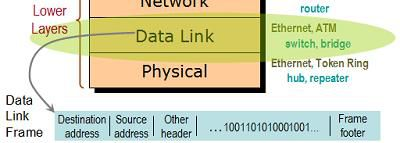 Network
router
Lower
Layers
Data Link
Ethernet, ATM
switch, bridge
Physical
Ethernet, Token Ring
hub, repeater
Data
Link
Frame
Destination address
Source address
Other header
...1001101010001001...
Frame footer